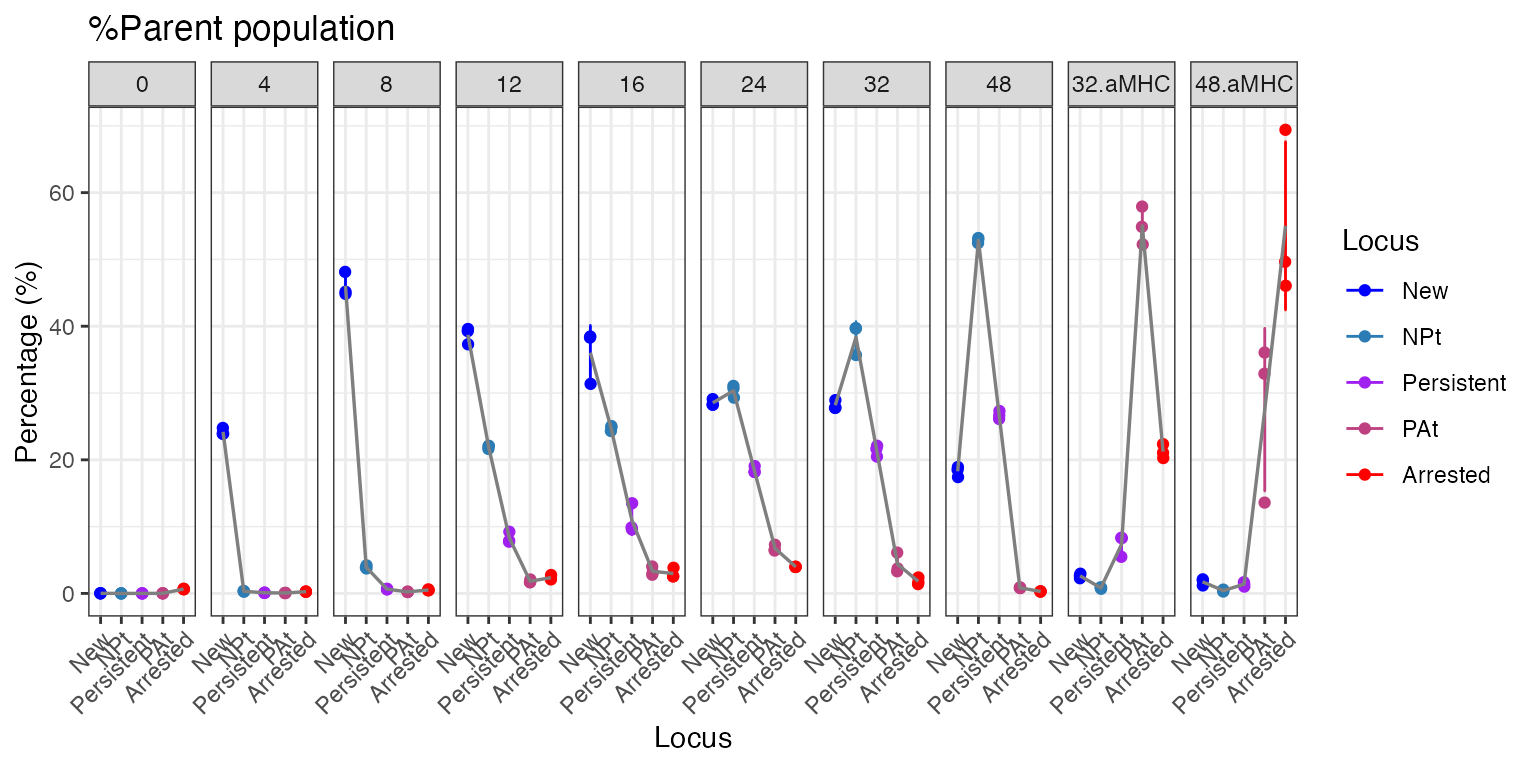 %Parent population
0 4 8 12 16 24 32 48 32.aMHC 48.aMHC
60
40
20
0
Percentage (%)
New NPt Persistent PAt Arrested New NPt Persistent PAt Arrested New NPt Persistent PAt Arrested New NPt Persistent PAt Arrested New NPt Persistent PAt Arrested New NPt Persistent PAt Arrested New NPt Persistent PAt Arrested New NPt Persistent PAt Arrested New NPt Persistent PAt Arrested New NPt Persistent PAt Arrested
Locus
Locus
New
NPt
Persistent
PAt
Arrested